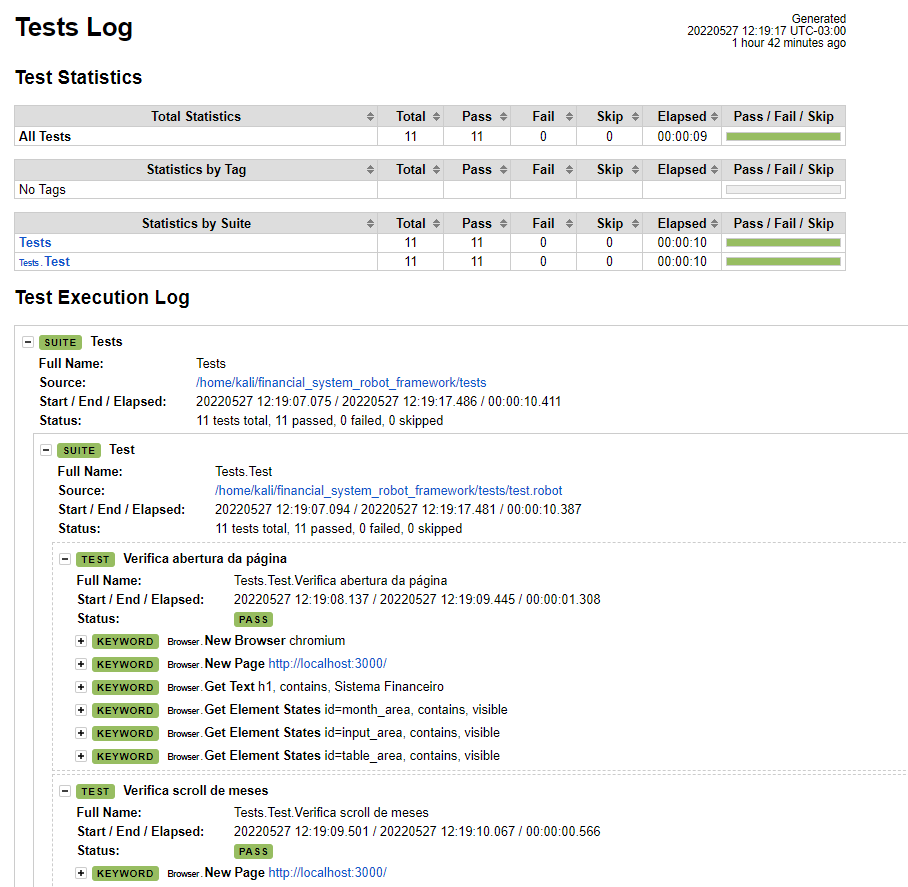 Tests Log
Generated
20220527 12:19:17 UTC-03:00
1 hour 42 minutes ago
Test Statistics
Total Statistics Total Pass Fail Skip Elapsed Pass / Fail / Skip
All Tests 11 11 0 0 00:00:09
Statistics by Tag Total Pass Fail Skip Elapsed Pass / Fail / Skip
No Tags
Statistics by Suite Total Pass Fail Skip Elapsed Pass / Fail / Skip
Tests 11 11 0 0 00:00:10
Tests.Test 11 11 0 0 00:00:10
Test Execution Log
SUITE Tests
Full Name: Tests
Source: /home/kali/financial_system_robot_framework/tests
Start / End / Elapsed: 20220527 12:19:07.075 / 20220527 12:19:17.486 / 00:00:10.411
Status: 11 tests total, 11 passed, 0 failed, 0 skipped
SUITE Test
Full Name: Tests.Test
Source: /home/kali/financial_system_robot_framework/tests/test.robot
Start / End / Elapsed: 20220527 12:19:07.094 / 20220527 12:19:17.481 / 00:00:10.387
Status: 11 tests total, 11 passed, 0 failed, 0 skipped
TEST Verifica abertura da página
Full Name: Tests.Test.Verifica abertura da página
Start / End / Elapsed: 20220527 12:19:08.137 / 20220527 12:19:09.445 / 00:00:01.308
Status: PASS
KEYWORD Browser.New Browser chromium
KEYWORD Browser.New Page http://localhost:3000/
KEYWORD Browser.Get Text h1, contains, Sistema Financeiro
KEYWORD Browser.Get Element States id=month_area, contains, visible
KEYWORD Browser.Get Element States id=input_area, contains, visible
KEYWORD Browser.Get Element States id=table_area, contains, visible
TEST Verifica scroll de meses
Full Name: Tests.Test.Verifica scroll de meses
Start / End / Elapsed: 20220527 12:19:09.501 / 20220527 12:19:10.067 / 00:00:00.566
Status: PASS
KEYWORD Browser.New Page http://localhost:3000/